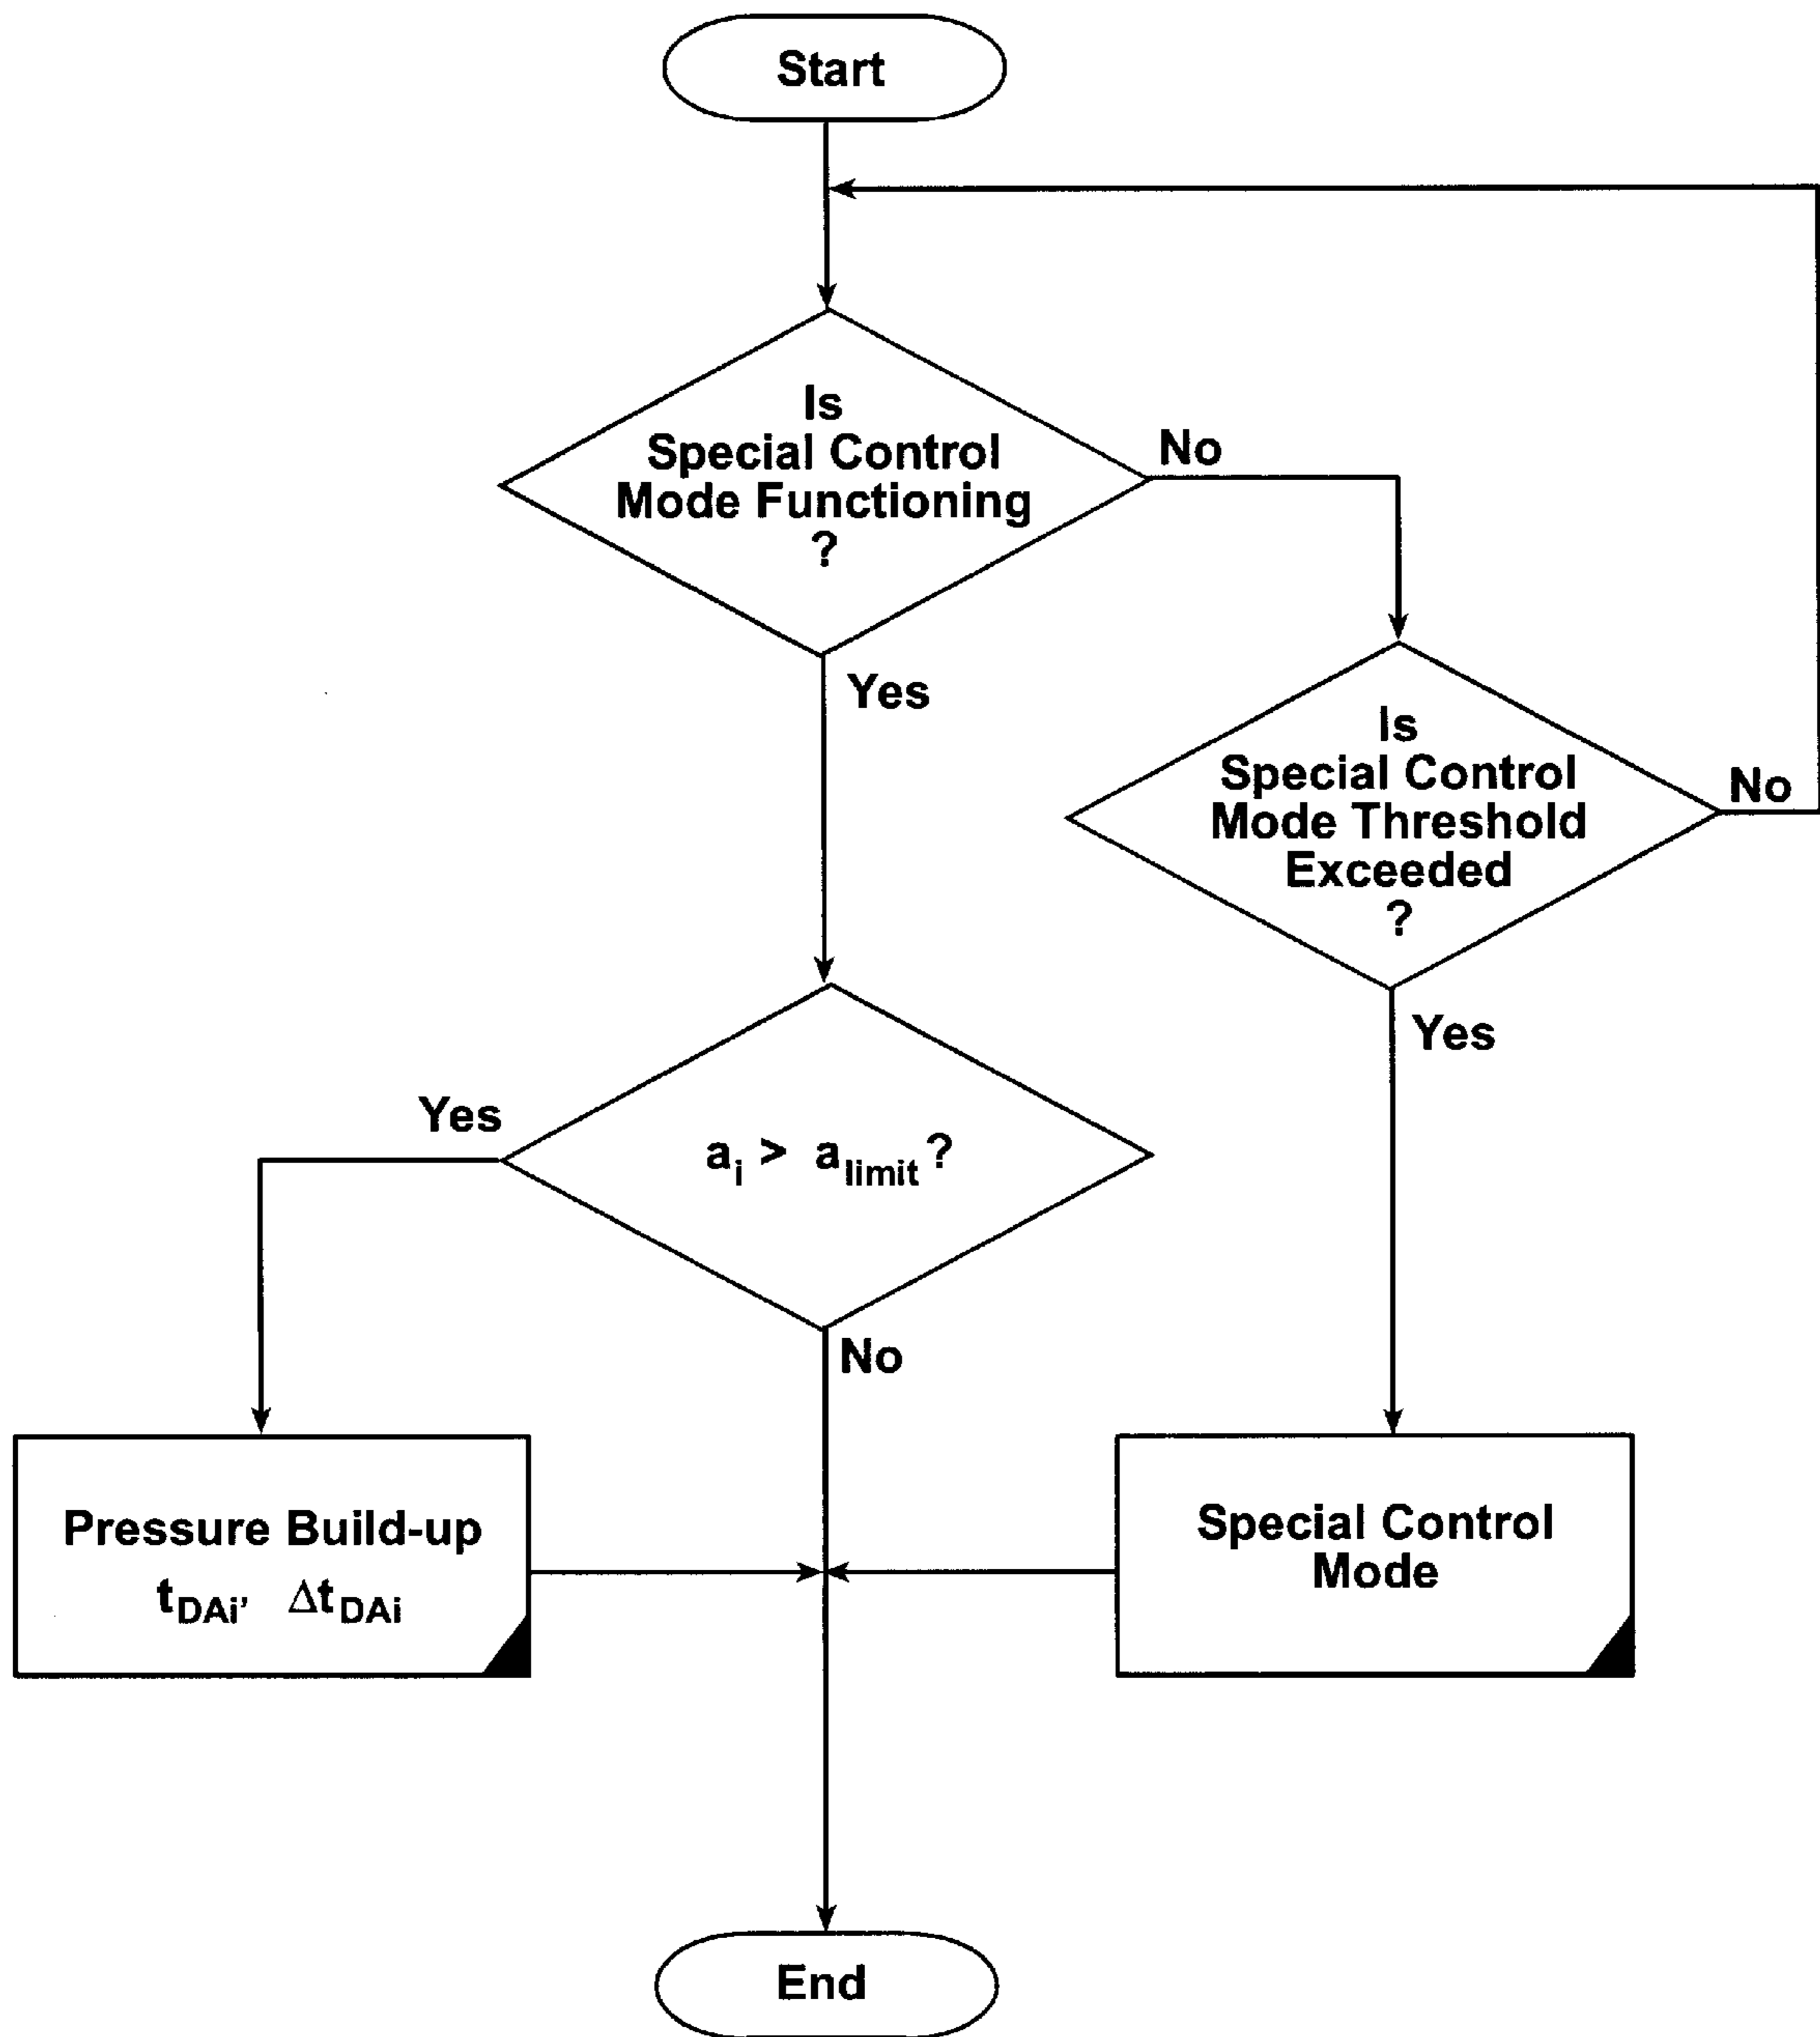 Start
Is
Special Control
Mode Functioning
?
No
Yes
Is
Special Control
Mode Threshold
Exceeded
?
No
Yes
Yes
a_i > a_limit ?
No
Pressure Build-up
t_DAi, Δt_DAi
Special Control
Mode
End